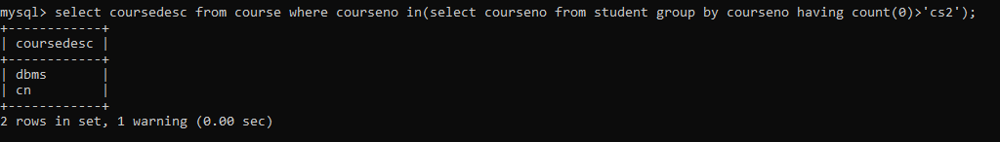 mysql> select coursedesc from course where courseno in(select courseno from student group by courseno having count(0)>'cs2');
+------------+
| coursedesc |
+------------+
| dbms       |
| cn         |
+------------+
2 rows in set, 1 warning (0.00 sec)